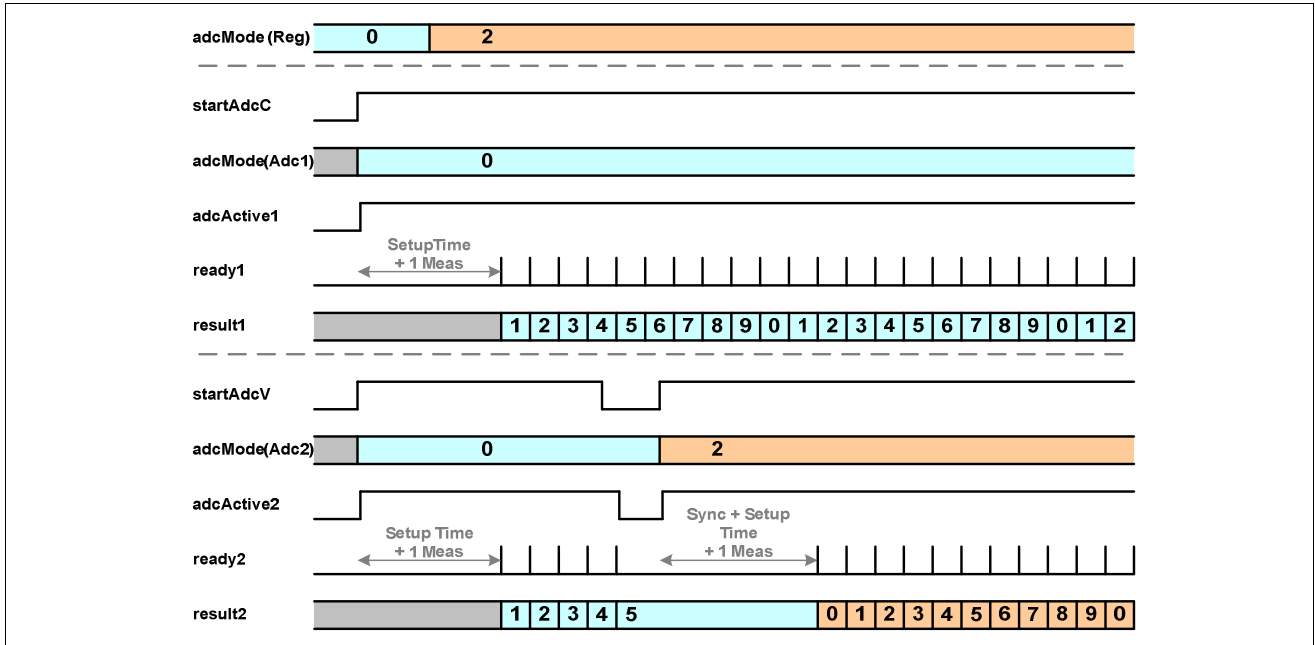 adcMode (Reg) 0 2
startAdcC
adcMode(Adc1) 0
adcActive1
SetupTime
+ 1 Meas
ready1
result1 1 2 3 4 5 6 7 8 9 0 1 2 3 4 5 6 7 8 9 0 1 2
startAdcV
adcMode(Adc2) 0 2
adcActive2
Sync + Setup
Time
+ 1 Meas
Setup Time
+ 1 Meas
ready2
result2 1 2 3 4 5 0 1 2 3 4 5 6 7 8 9 0